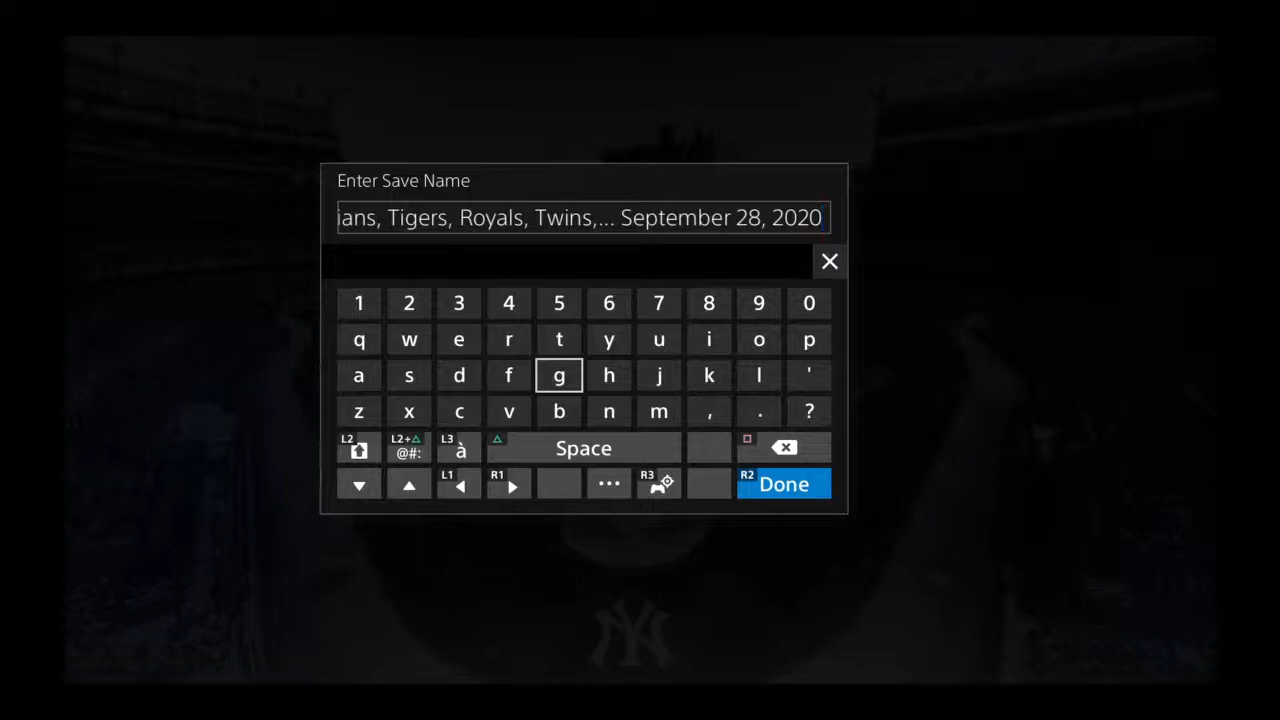 Enter Save Name
ians, Tigers, Royals, Twins,... September 28, 2020
1 2 3 4 5 6 7 8 9 0
q w e r t y u i o p
a s d f g h j k l '
z x c v b n m , . ?
L2 L2+△ @#: L3 à △ Space □
L1 R1 ... R3 R2 Done
NY